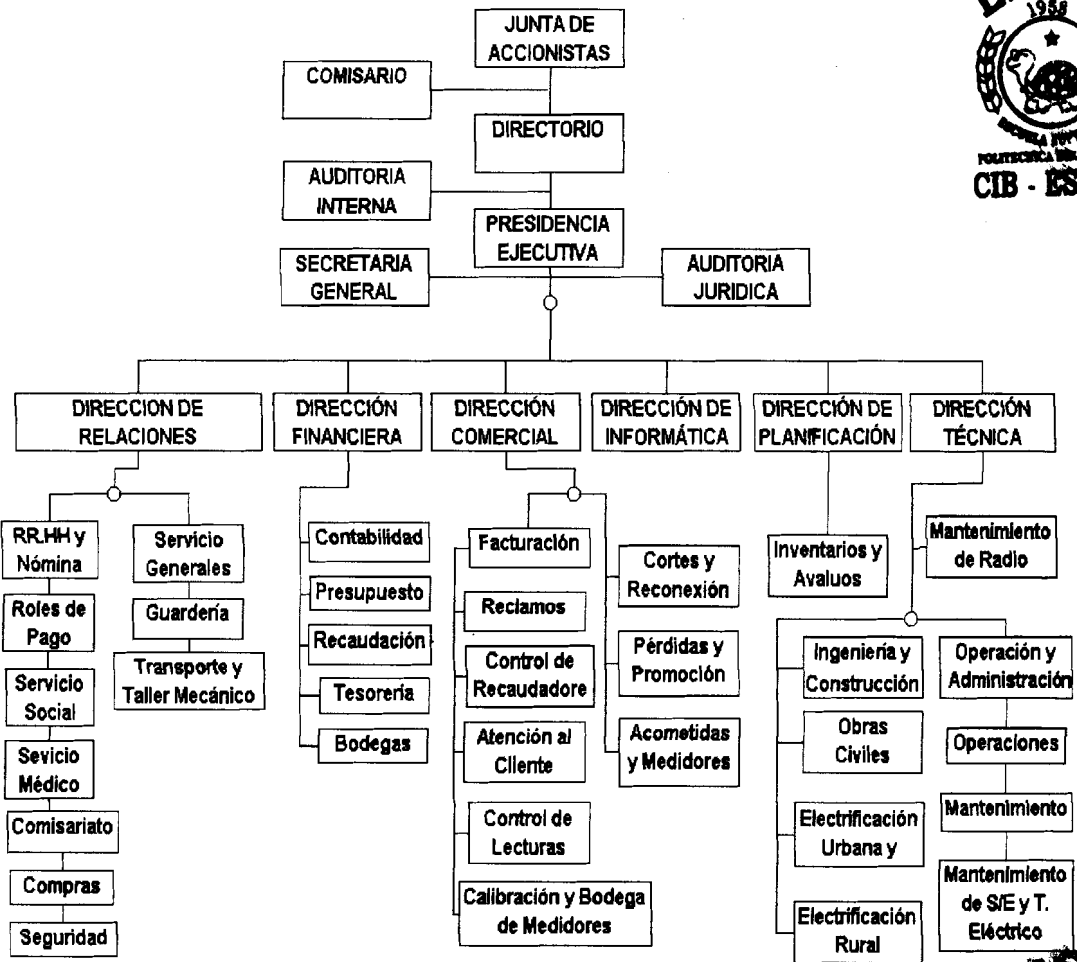 JUNTA DE
ACCIONISTAS
COMISARIO
DIRECTORIO
AUDITORIA
INTERNA
PRESIDENCIA
EJECUTIVA
SECRETARIA
GENERAL
AUDITORIA
JURIDICA
1958
CIB - ES
DIRECCION DE
RELACIONES
DIRECCIÓN
FINANCIERA
DIRECCIÓN
COMERCIAL
DIRECCIÓN DE
INFORMÁTICA
DIRECCIÓN DE
PLANIFICACIÓN
DIRECCIÓN
TÉCNICA
RR.HH y
Nómina
Roles de
Pago
Servicio
Social
Sevicio
Médico
Comisariato
Compras
Seguridad
Servicio
Generales
Guardería
Transporte y
Taller Mecánico
Contabilidad
Presupuesto
Recaudación
Tesorería
Bodegas
Facturación
Reclamos
Control de
Recaudadore
Atención al
Cliente
Control de
Lecturas
Calibración y Bodega
de Medidores
Cortes y
Reconexión
Pérdidas y
Promoción
Acometidas
y Medidores
Inventarios y
Avaluos
Mantenimiento
de Radio
Ingeniería y
Construcción
Obras
Civiles
Electrificación
Urbana y
Electrificación
Rural
Operación y
Administración
Operaciones
Mantenimiento
Mantenimiento
de S/E y T.
Eléctrico